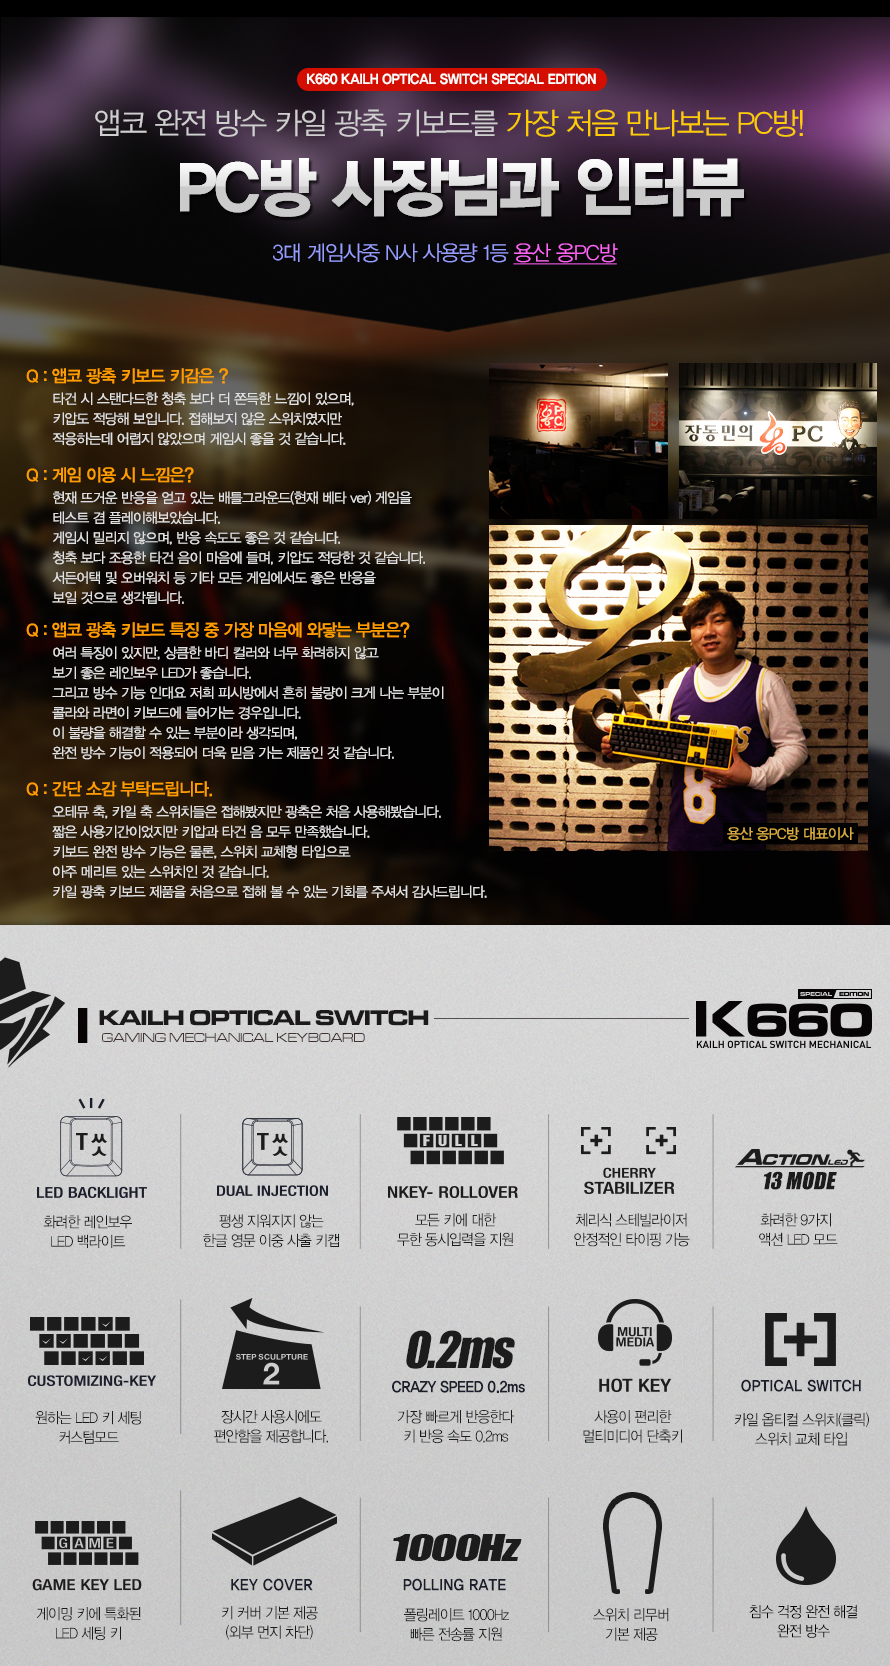 K660 KAILH OPTICAL SWITCH SPECIAL EDITION
앱코 완전 방수 카일 광축 키보드를 가장 처음 만나보는 PC방!
PC방 사장님과 인터뷰
3대 게임사중 N사 사용량 1등 용산 옹PC방
Q : 앱코 광축 키보드 키감은 ?
타건 시 스탠다드한 청축 보다 더 쫀득한 느낌이 있으며,
키압도 적당해 보입니다. 접해보지 않은 스위치였지만
적응하는데 어렵지 않았으며 게임시 좋을 것 같습니다.
Q : 게임 이용 시 느낌은?
현재 뜨거운 반응을 얻고 있는 배틀그라운드(현재 베타 ver) 게임을
테스트 겸 플레이해보았습니다.
게임시 밀리지 않으며, 반응 속도도 좋은 것 같습니다.
청축 보다 조용한 타건 음이 마음에 들며, 키압도 적당한 것 같습니다.
서든어택 및 오버워치 등 기타 모든 게임에서도 좋은 반응을
보일 것으로 생각됩니다.
Q : 앱코 광축 키보드 특징 중 가장 마음에 와닿는 부분은?
여러 특징이 있지만, 상큼한 바디 컬러와 너무 화려하지 않고
보기 좋은 레인보우 LED가 좋습니다.
그리고 방수 기능 인대요 저희 피시방에서 흔히 불량이 크게 나는 부분이
콜라와 라면이 키보드에 들어가는 경우입니다.
이 불량을 해결할 수 있는 부분이라 생각되며,
완전 방수 기능이 적용되어 더욱 믿음 가는 제품인 것 같습니다.
Q : 간단 소감 부탁드립니다.
오테뮤 축, 카일 축 스위치들은 접해봤지만 광축은 처음 사용해봤습니다.
짧은 사용기간이었지만 키압과 타건 음 모두 만족했습니다.
키보드 완전 방수 기능은 물론, 스위치 교체형 타입으로
아주 메리트 있는 스위치인 것 같습니다.
카일 광축 키보드 제품을 처음으로 접해 볼 수 있는 기회를 주셔서 감사드립니다.
옹PC
장동민의 옹PC
S
8
용산 옹PC방 대표이사
KAILH OPTICAL SWITCH
GAMING MECHANICAL KEYBOARD
SPECIAL EDITION
K660
KAILH OPTICAL SWITCH MECHANICAL
T ㅆㅅ
LED BACKLIGHT
화려한 레인보우
LED 백라이트
T ㅆㅅ
DUAL INJECTION
평생 지워지지 않는
한글 영문 이중 사출 키캡
FULL
NKEY- ROLLOVER
모든 키에 대한
무한 동시입력을 지원
CHERRY
STABILIZER
체리식 스테빌라이저
안정적인 타이핑 가능
ACTION LED
13 MODE
화려한 9가지
액션 LED 모드
CUSTOMIZING-KEY
원하는 LED 키 세팅
커스텀모드
STEP SCULPTURE
2
장시간 사용시에도
편안함을 제공합니다.
0.2ms
CRAZY SPEED 0.2ms
가장 빠르게 반응한다
키 반응 속도 0.2ms
MULTI
MEDIA
HOT KEY
사용이 편리한
멀티미디어 단축키
OPTICAL SWITCH
카일 옵티컬 스위치(클릭)
스위치 교체 타입
GAME
GAME KEY LED
게이밍 키에 특화된
LED 세팅 키
KEY COVER
키 커버 기본 제공
(외부 먼지 차단)
1000Hz
POLLING RATE
폴링레이트 1000Hz
빠른 전송률 지원
스위치 리무버
기본 제공
침수 걱정 완전 해결
완전 방수